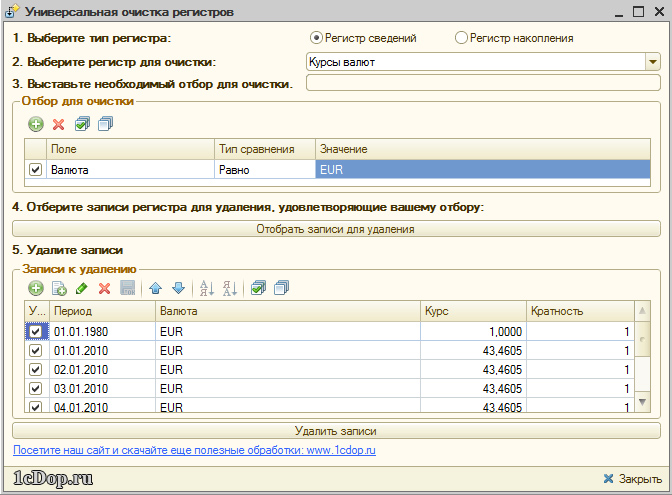 Универсальная очистка регистров
1. Выберите тип регистра: Регистр сведений Регистр накопления
2. Выберите регистр для очистки: Курсы валют
3. Выставьте необходимый отбор для очистки.
Отбор для очистки
Поле Тип сравнения Значение
Валюта Равно EUR
4. Отберите записи регистра для удаления, удовлетворяющие вашему отбору:
Отобрать записи для удаления
5. Удалите записи
Записи к удалению
У... Период Валюта Курс Кратность
01.01.1980 EUR 1,0000 1
01.01.2010 EUR 43,4605 1
02.01.2010 EUR 43,4605 1
03.01.2010 EUR 43,4605 1
04.01.2010 EUR 43,4605 1
Удалить записи
Посетите наш сайт и скачайте еще полезные обработки: www.1cdop.ru
1cDop.ru Закрыть